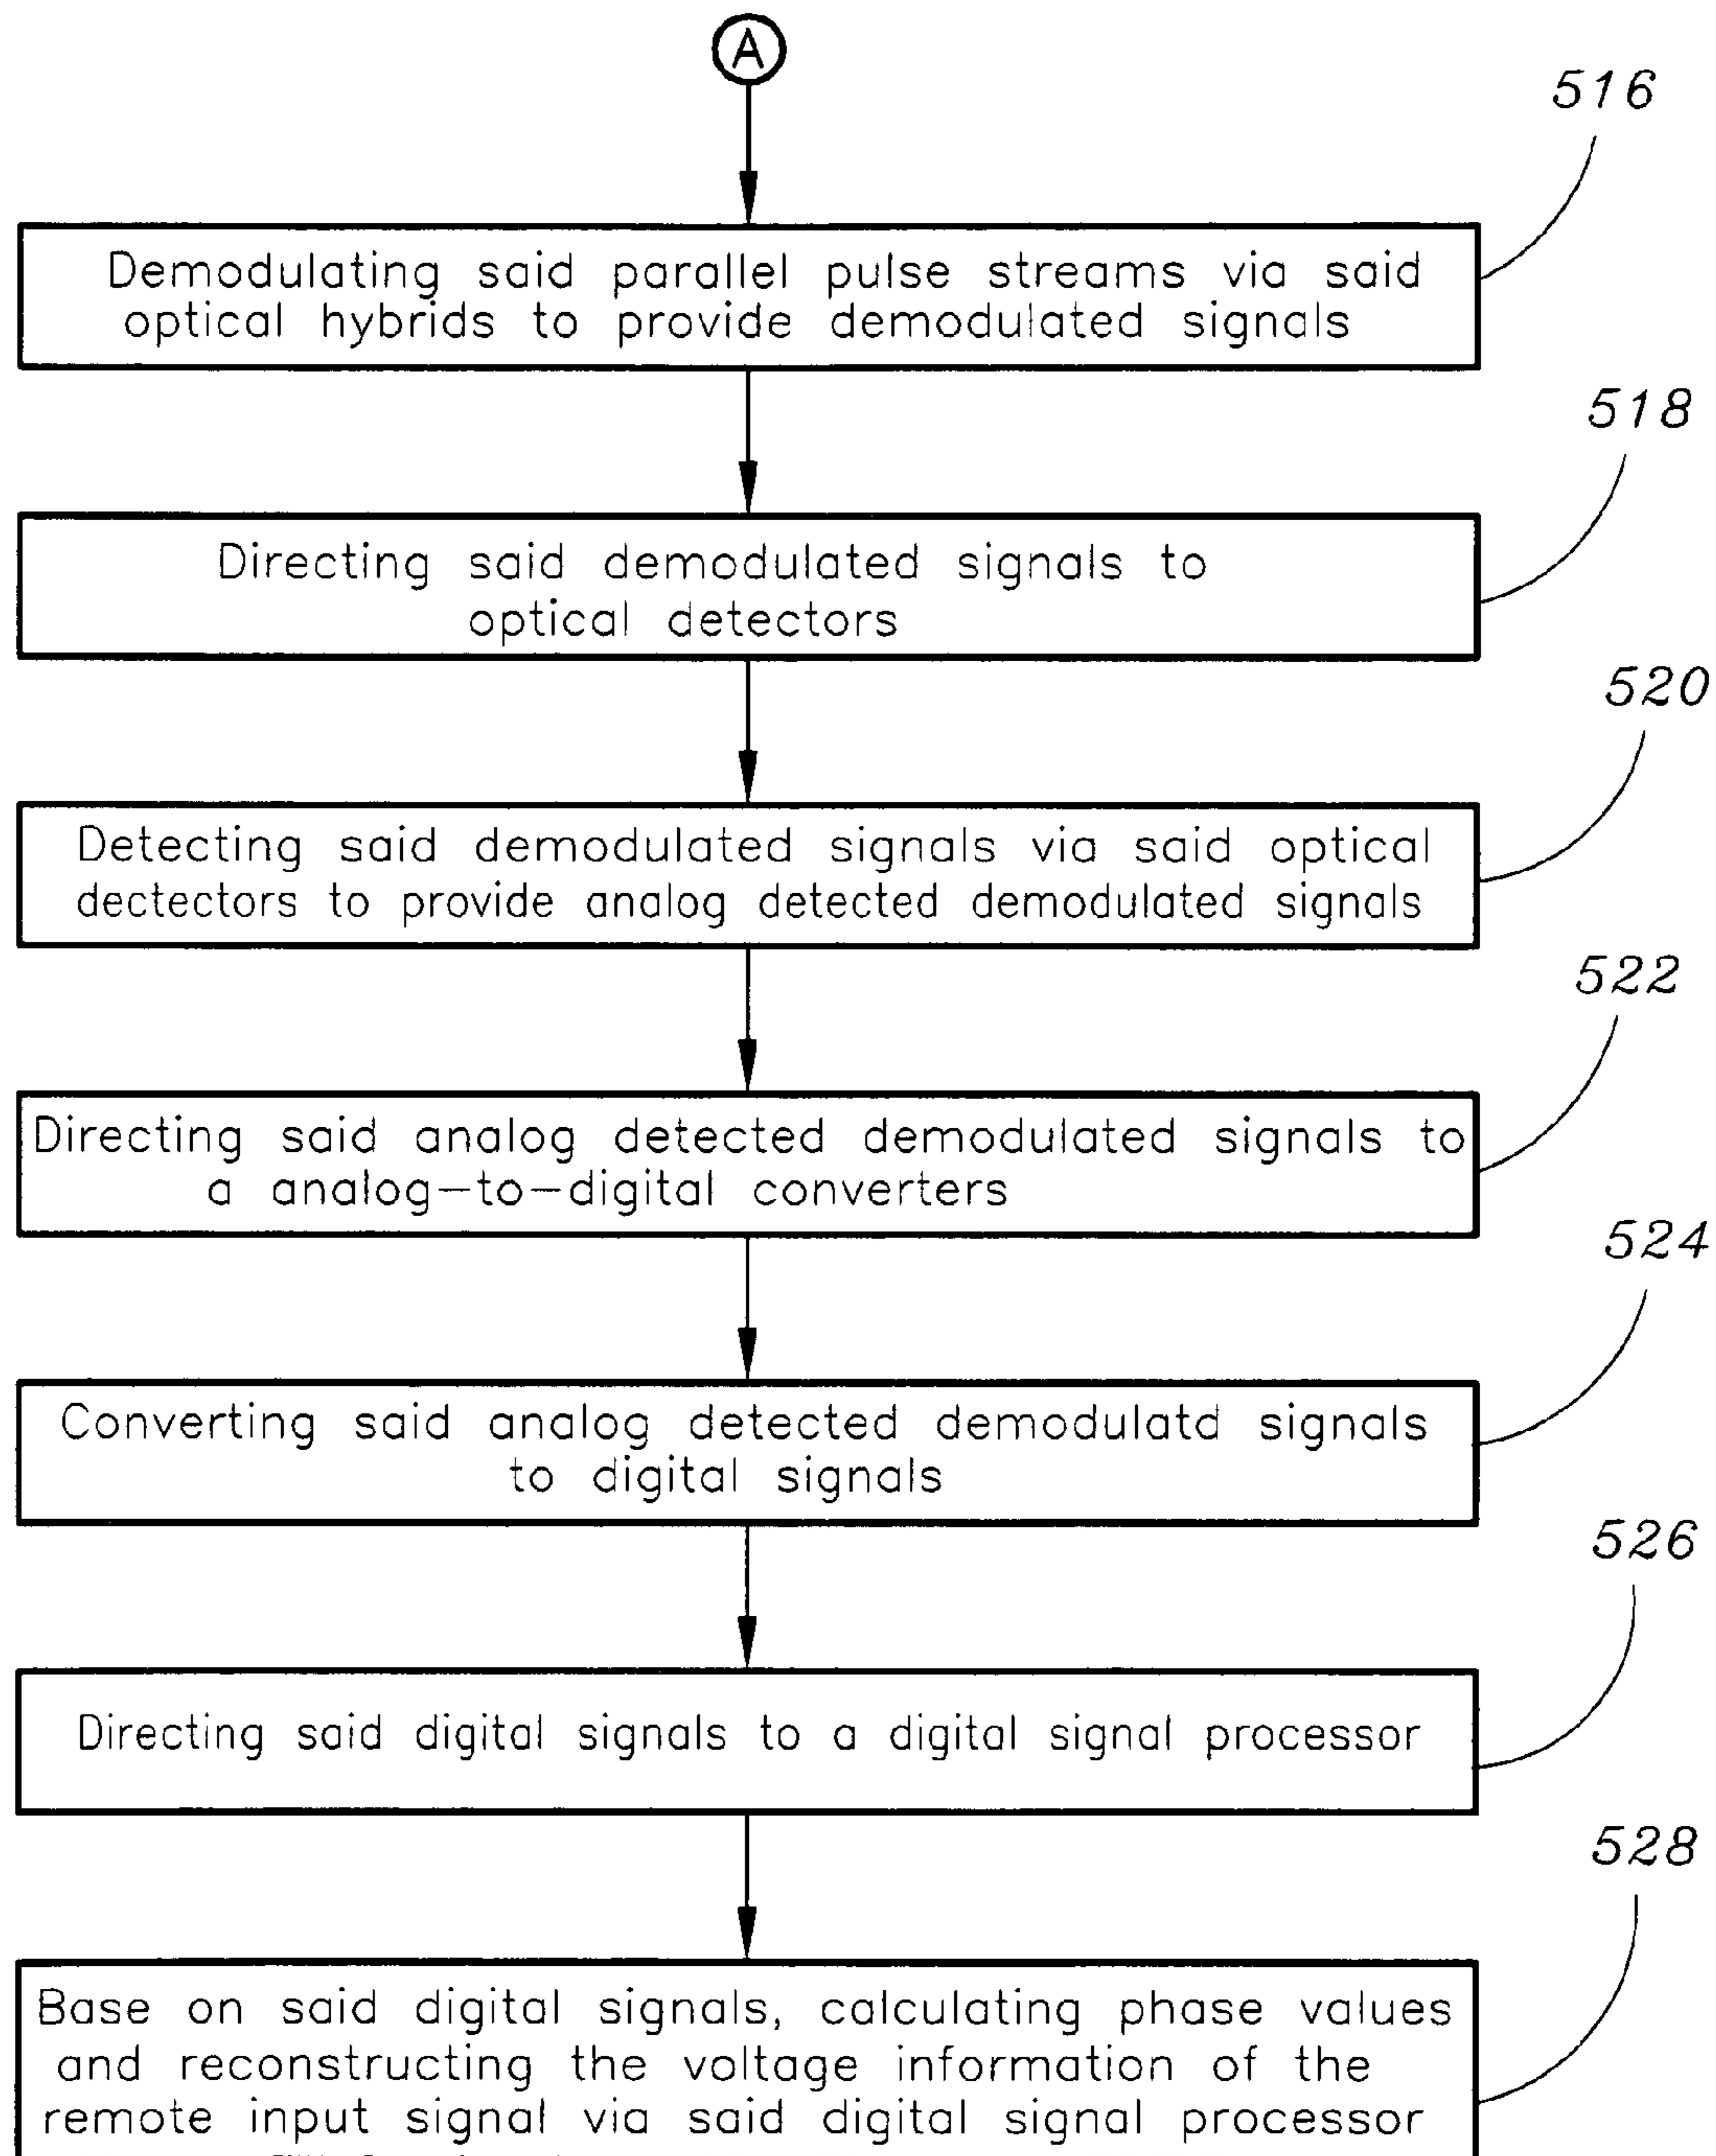 A
516
Demodulating said parallel pulse streams via said
optical hybrids to provide demodulated signals
518
Directing said demodulated signals to
optical detectors
520
Detecting said demodulated signals via said optical
dectectors to provide analog detected demodulated signals
522
Directing said analog detected demodulated signals to
a analog-to-digital converters
524
Converting said analog detected demodulatd signals
to digital signals
526
Directing said digital signals to a digital signal processor
528
Base on said digital signals, calculating phase values
and reconstructing the voltage information of the
remote input signal via said digital signal processor